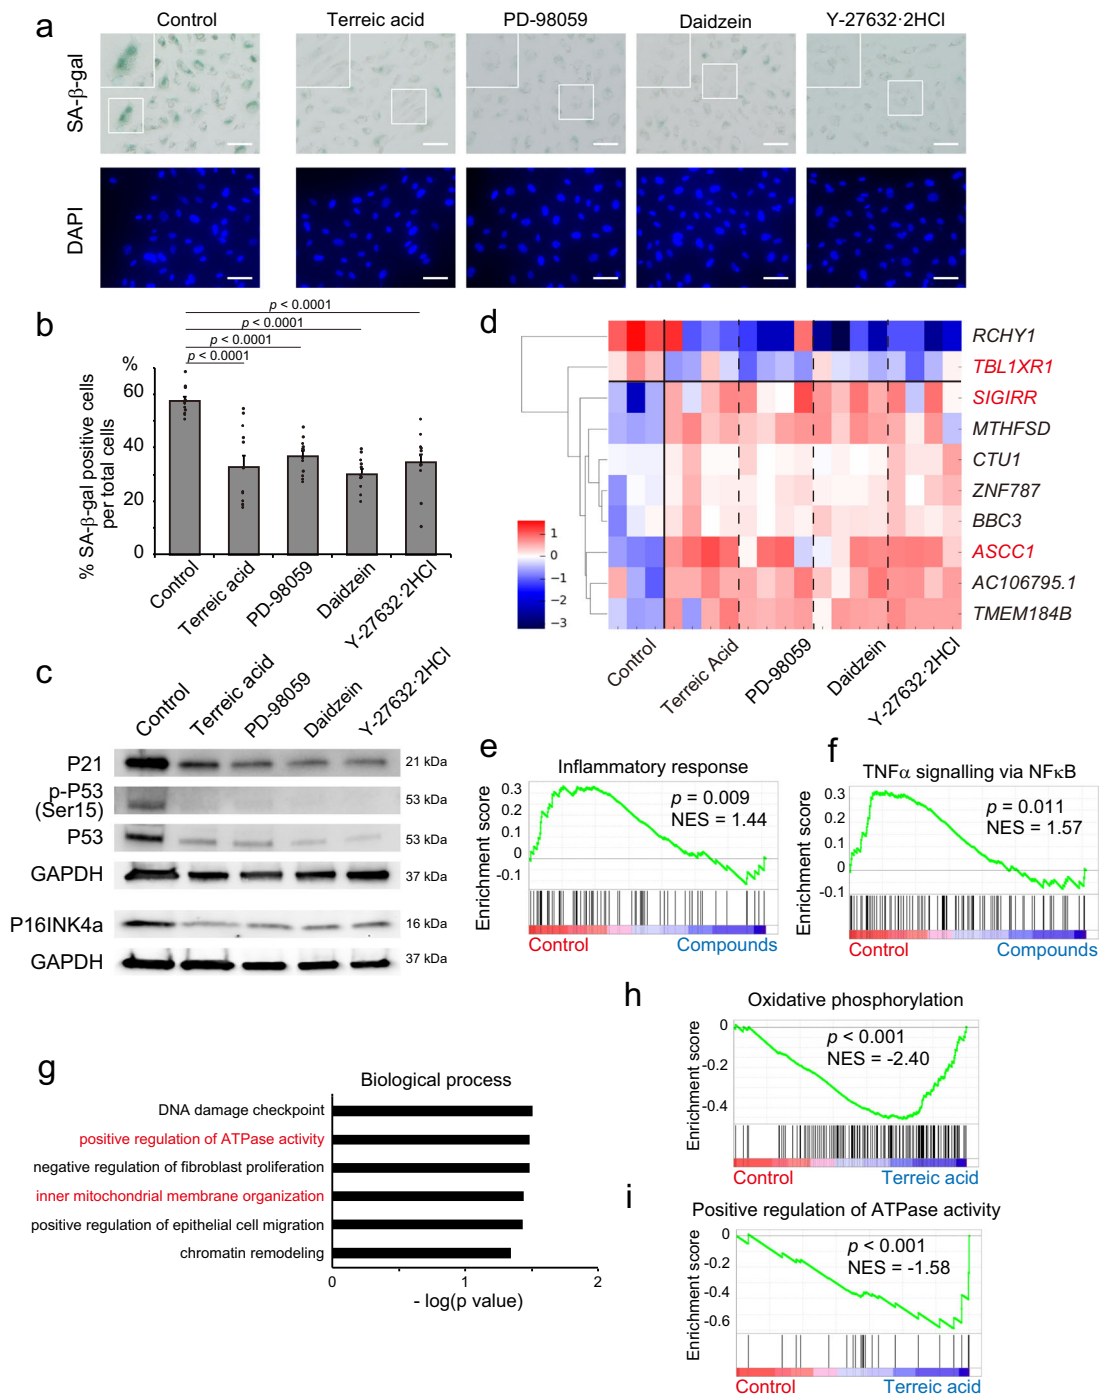 a
Control
Terreic acid
PD-98059
Daidzein
Y-27632·2HCl
SA-β-gal
DAPI
b
p < 0.0001
p < 0.0001
p < 0.0001
p < 0.0001
%
60
40
20
0
% SA-β-gal positive cells
per total cells
Control
Terreic acid
PD-98059
Daidzein
Y-27632·2HCl
d
RCHY1
TBL1XR1
SIGIRR
MTHFSD
CTU1
ZNF787
BBC3
ASCC1
AC106795.1
TMEM184B
1
0
−1
−2
−3
Control
Terreic Acid
PD-98059
Daidzein
Y-27632·2HCl
c
Control
Terreic acid
PD-98059
Daidzein
Y-27632·2HCl
P21
21 kDa
p-P53
(Ser15)
53 kDa
P53
53 kDa
GAPDH
37 kDa
P16INK4a
16 kDa
GAPDH
37 kDa
e
Inflammatory response
p = 0.009
NES = 1.44
Enrichment score
0.3
0.2
0.1
0
-0.1
Control
Compounds
f
TNFα signalling via NFκB
p = 0.011
NES = 1.57
Enrichment score
0.3
0.2
0.1
0
-0.1
Control
Compounds
g
Biological process
DNA damage checkpoint
positive regulation of ATPase activity
negative regulation of fibroblast proliferation
inner mitochondrial membrane organization
positive regulation of epithelial cell migration
chromatin remodeling
0
1
2
- log(p value)
h
Oxidative phosphorylation
p < 0.001
NES = -2.40
Enrichment score
0
-0.2
-0.4
Control
Terreic acid
i
Positive regulation of ATPase activity
p < 0.001
NES = -1.58
Enrichment score
0
-0.2
-0.4
-0.6
Control
Terreic acid